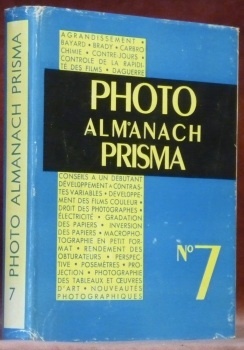 PHOTO ALMANACH PRISMA
7
AGRANDISSEMENT •
BAYARD • BRADY • CARBRO
CHIMIE • CONTRE-JOURS •
CONTROLE DE LA RAPIDI-
TÉ DES FILMS • DAGUERRE
PHOTO
ALMANACH
PRISMA
CONSEILS A UN DEBUTANT
DÉVELOPPEMENT A CONTRAS-
TES VARIABLES • DÉVELOPPE-
MENT DES FILMS COULEUR •
DROIT DES PHOTOGRAPHES •
ÉLECTRICITÉ • GRADATION
DES PAPIERS • INVERSION
DES PAPIERS • MACROPHO-
TOGRAPHIE EN PETIT FOR-
MAT • RENDEMENT DES
OBTURATEURS • PERSPEC-
TIVE • POSEMÈTRES • PRO-
JECTION • PHOTOGRAPHIE
DES TABLEAUX ET ŒUVRES
D'ART • NOUVEAUTÉS
PHOTOGRAPHIQUES •
N° 7